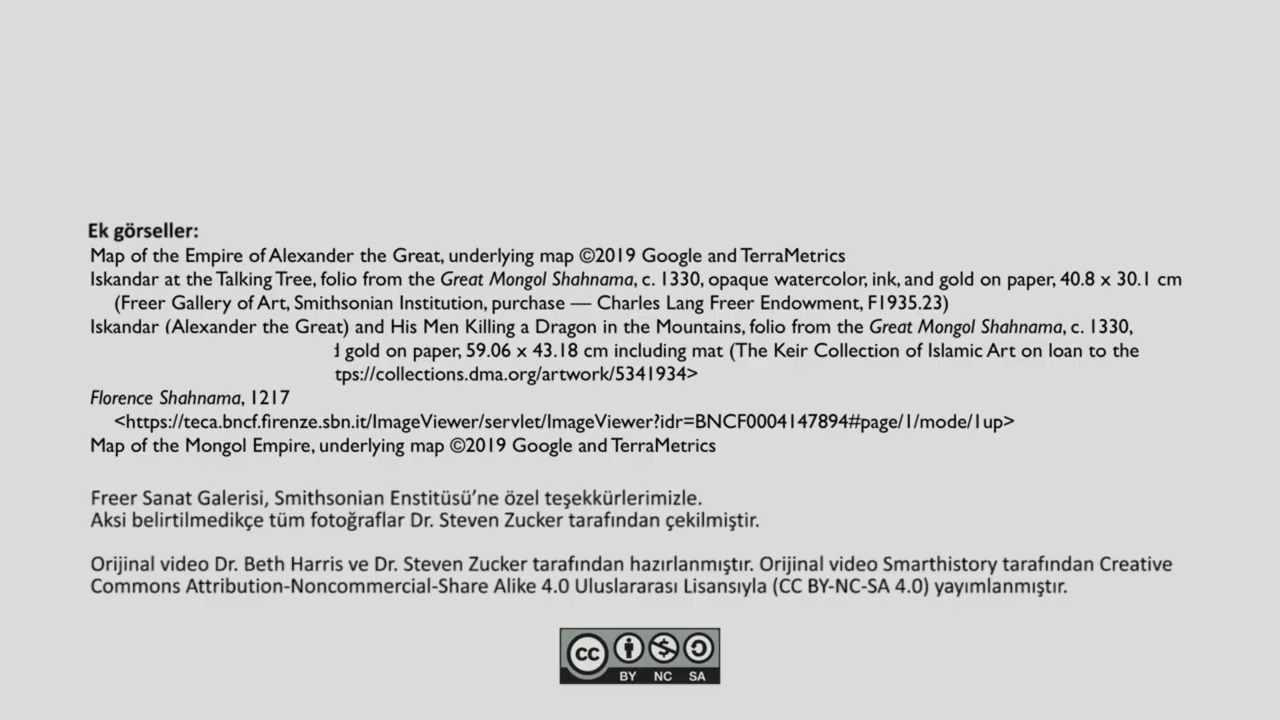 Ek görseller:
Map of the Empire of Alexander the Great, underlying map ©2019 Google and TerraMetrics
Iskandar at the Talking Tree, folio from the Great Mongol Shahnama, c. 1330, opaque watercolor, ink, and gold on paper, 40.8 x 30.1 cm
(Freer Gallery of Art, Smithsonian Institution, purchase — Charles Lang Freer Endowment, F1935.23)
Iskandar (Alexander the Great) and His Men Killing a Dragon in the Mountains, folio from the Great Mongol Shahnama, c. 1330,
gold on paper, 59.06 x 43.18 cm including mat (The Keir Collection of Islamic Art on loan to the
tps://collections.dma.org/artwork/5341934>
Florence Shahnama, 1217
<https://teca.bncf.firenze.sbn.it/ImageViewer/servlet/ImageViewer?idr=BNCF0004147894#page/1/mode/1up>
Map of the Mongol Empire, underlying map ©2019 Google and TerraMetrics
Freer Sanat Galerisi, Smithsonian Enstitüsü’ne özel teşekkürlerimizle.
Aksi belirtilmedikçe tüm fotoğraflar Dr. Steven Zucker tarafından çekilmiştir.
Orijinal video Dr. Beth Harris ve Dr. Steven Zucker tarafından hazırlanmıştır. Orijinal video Smarthistory tarafından Creative
Commons Attribution-Noncommercial-Share Alike 4.0 Uluslararası Lisansıyla (CC BY-NC-SA 4.0) yayımlanmıştır.
CC
BY NC SA